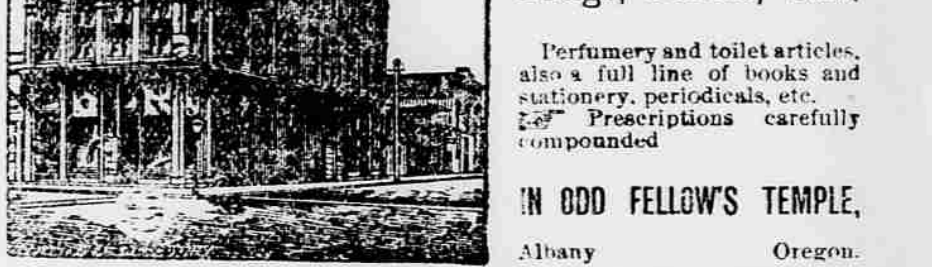 Perfumery and toilet articles,
also a full line of books and
stationery, periodicals, etc.
Prescriptions carefully
compounded
IN ODD FELLOW'S TEMPLE,
Albany Oregon.